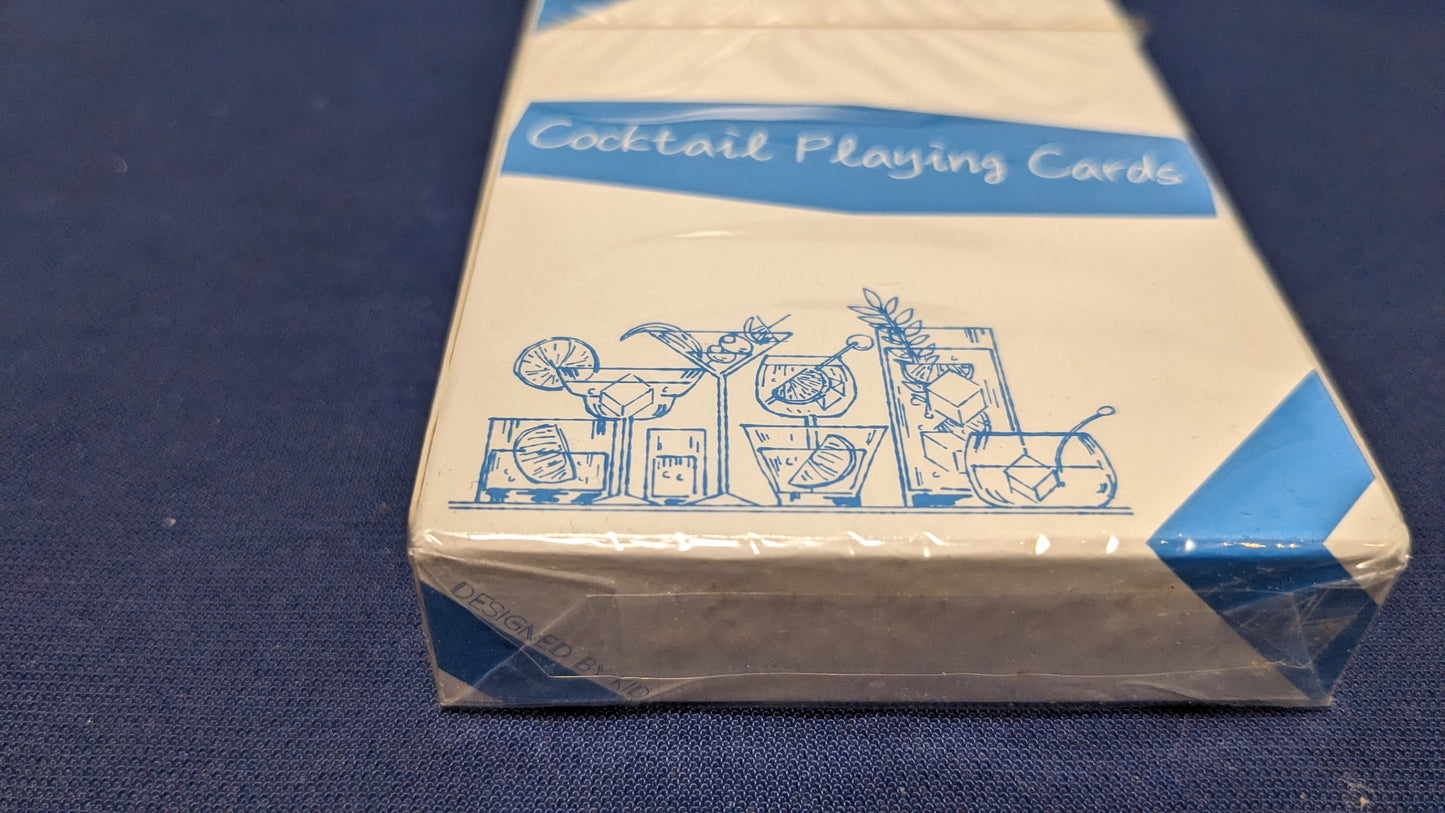 Cocktail Playing Cards
DESIGNED BY